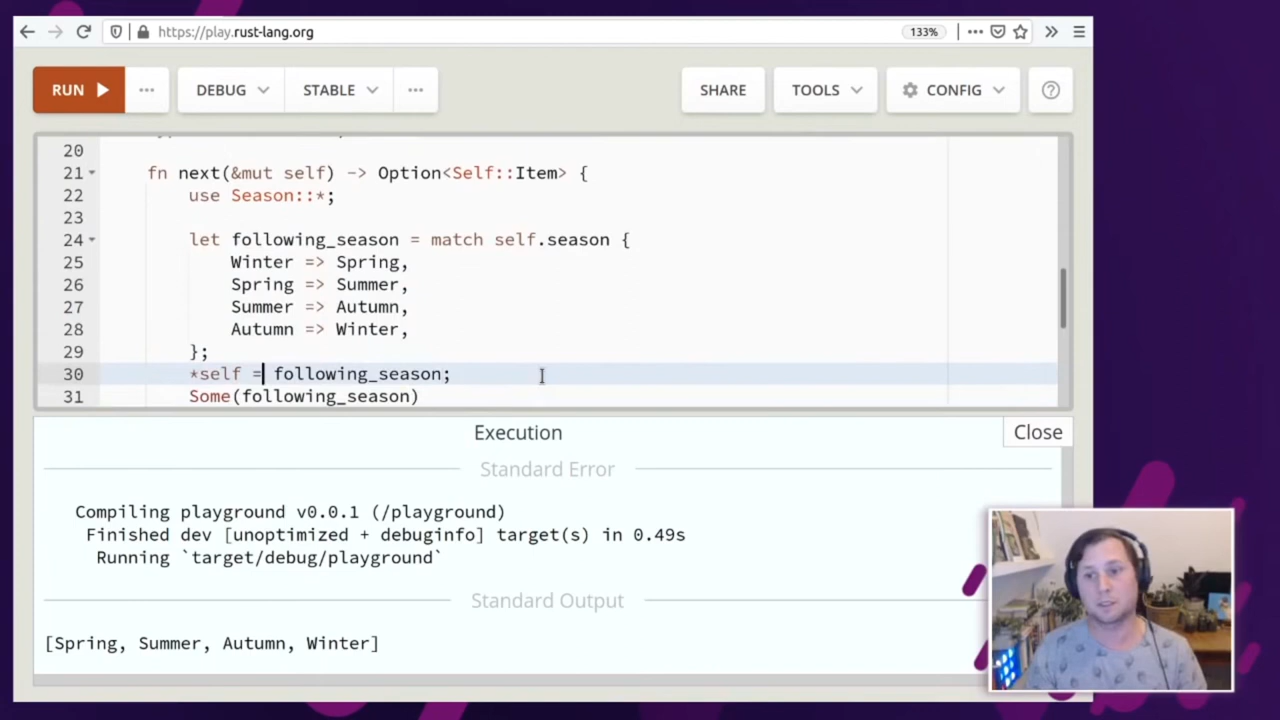 https://play.rust-lang.org 133%
RUN DEBUG STABLE SHARE TOOLS CONFIG
20
21 fn next(&mut self) -> Option<Self::Item> {
22 use Season::*;
23
24 let following_season = match self.season {
25 Winter => Spring,
26 Spring => Summer,
27 Summer => Autumn,
28 Autumn => Winter,
29 };
30 *self = following_season;
31 Some(following_season)
Execution Close
Standard Error
Compiling playground v0.0.1 (/playground)
Finished dev [unoptimized + debuginfo] target(s) in 0.49s
Running `target/debug/playground`
Standard Output
[Spring, Summer, Autumn, Winter]